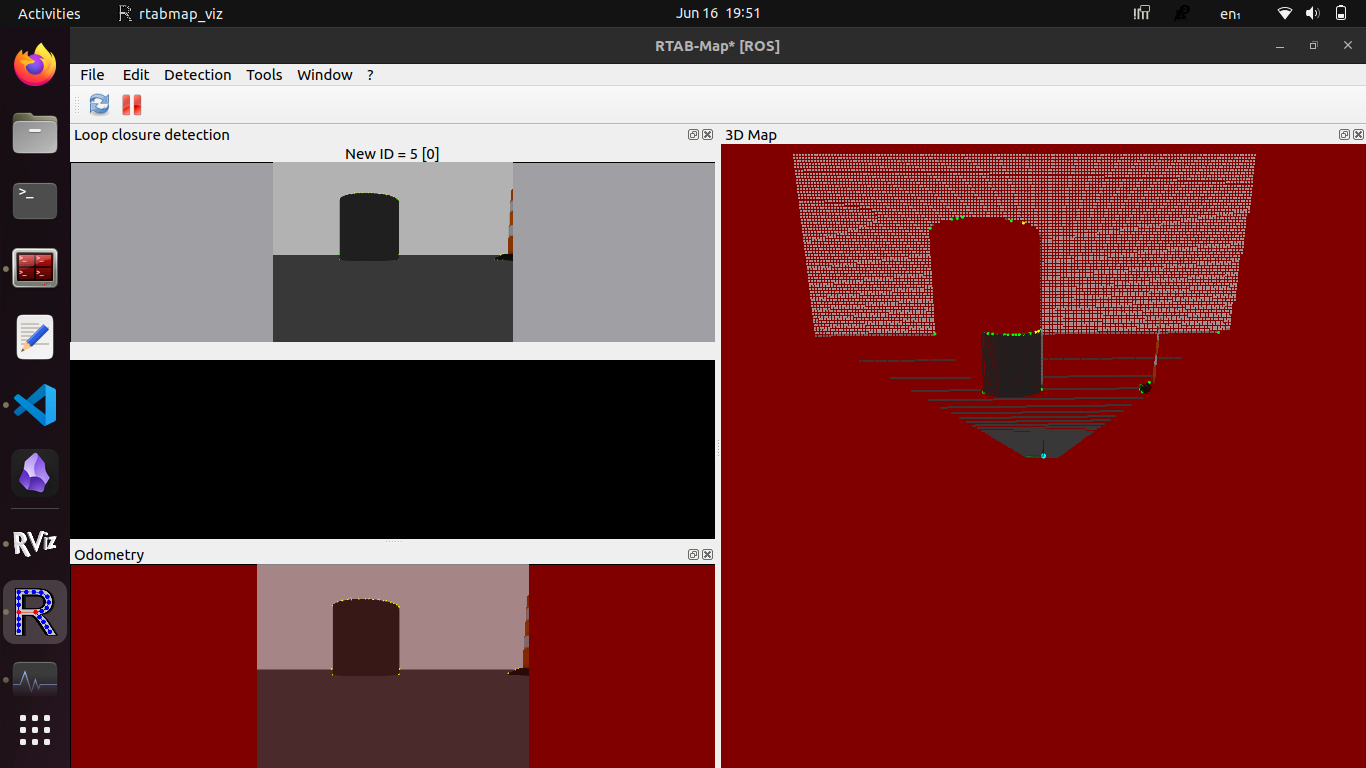 Activities rtabmap_viz Jun 16 19:51 en₁
RTAB-Map* [ROS]
File Edit Detection Tools Window ?
Loop closure detection
3D Map
New ID = 5 [0]
Odometry
RViz
R